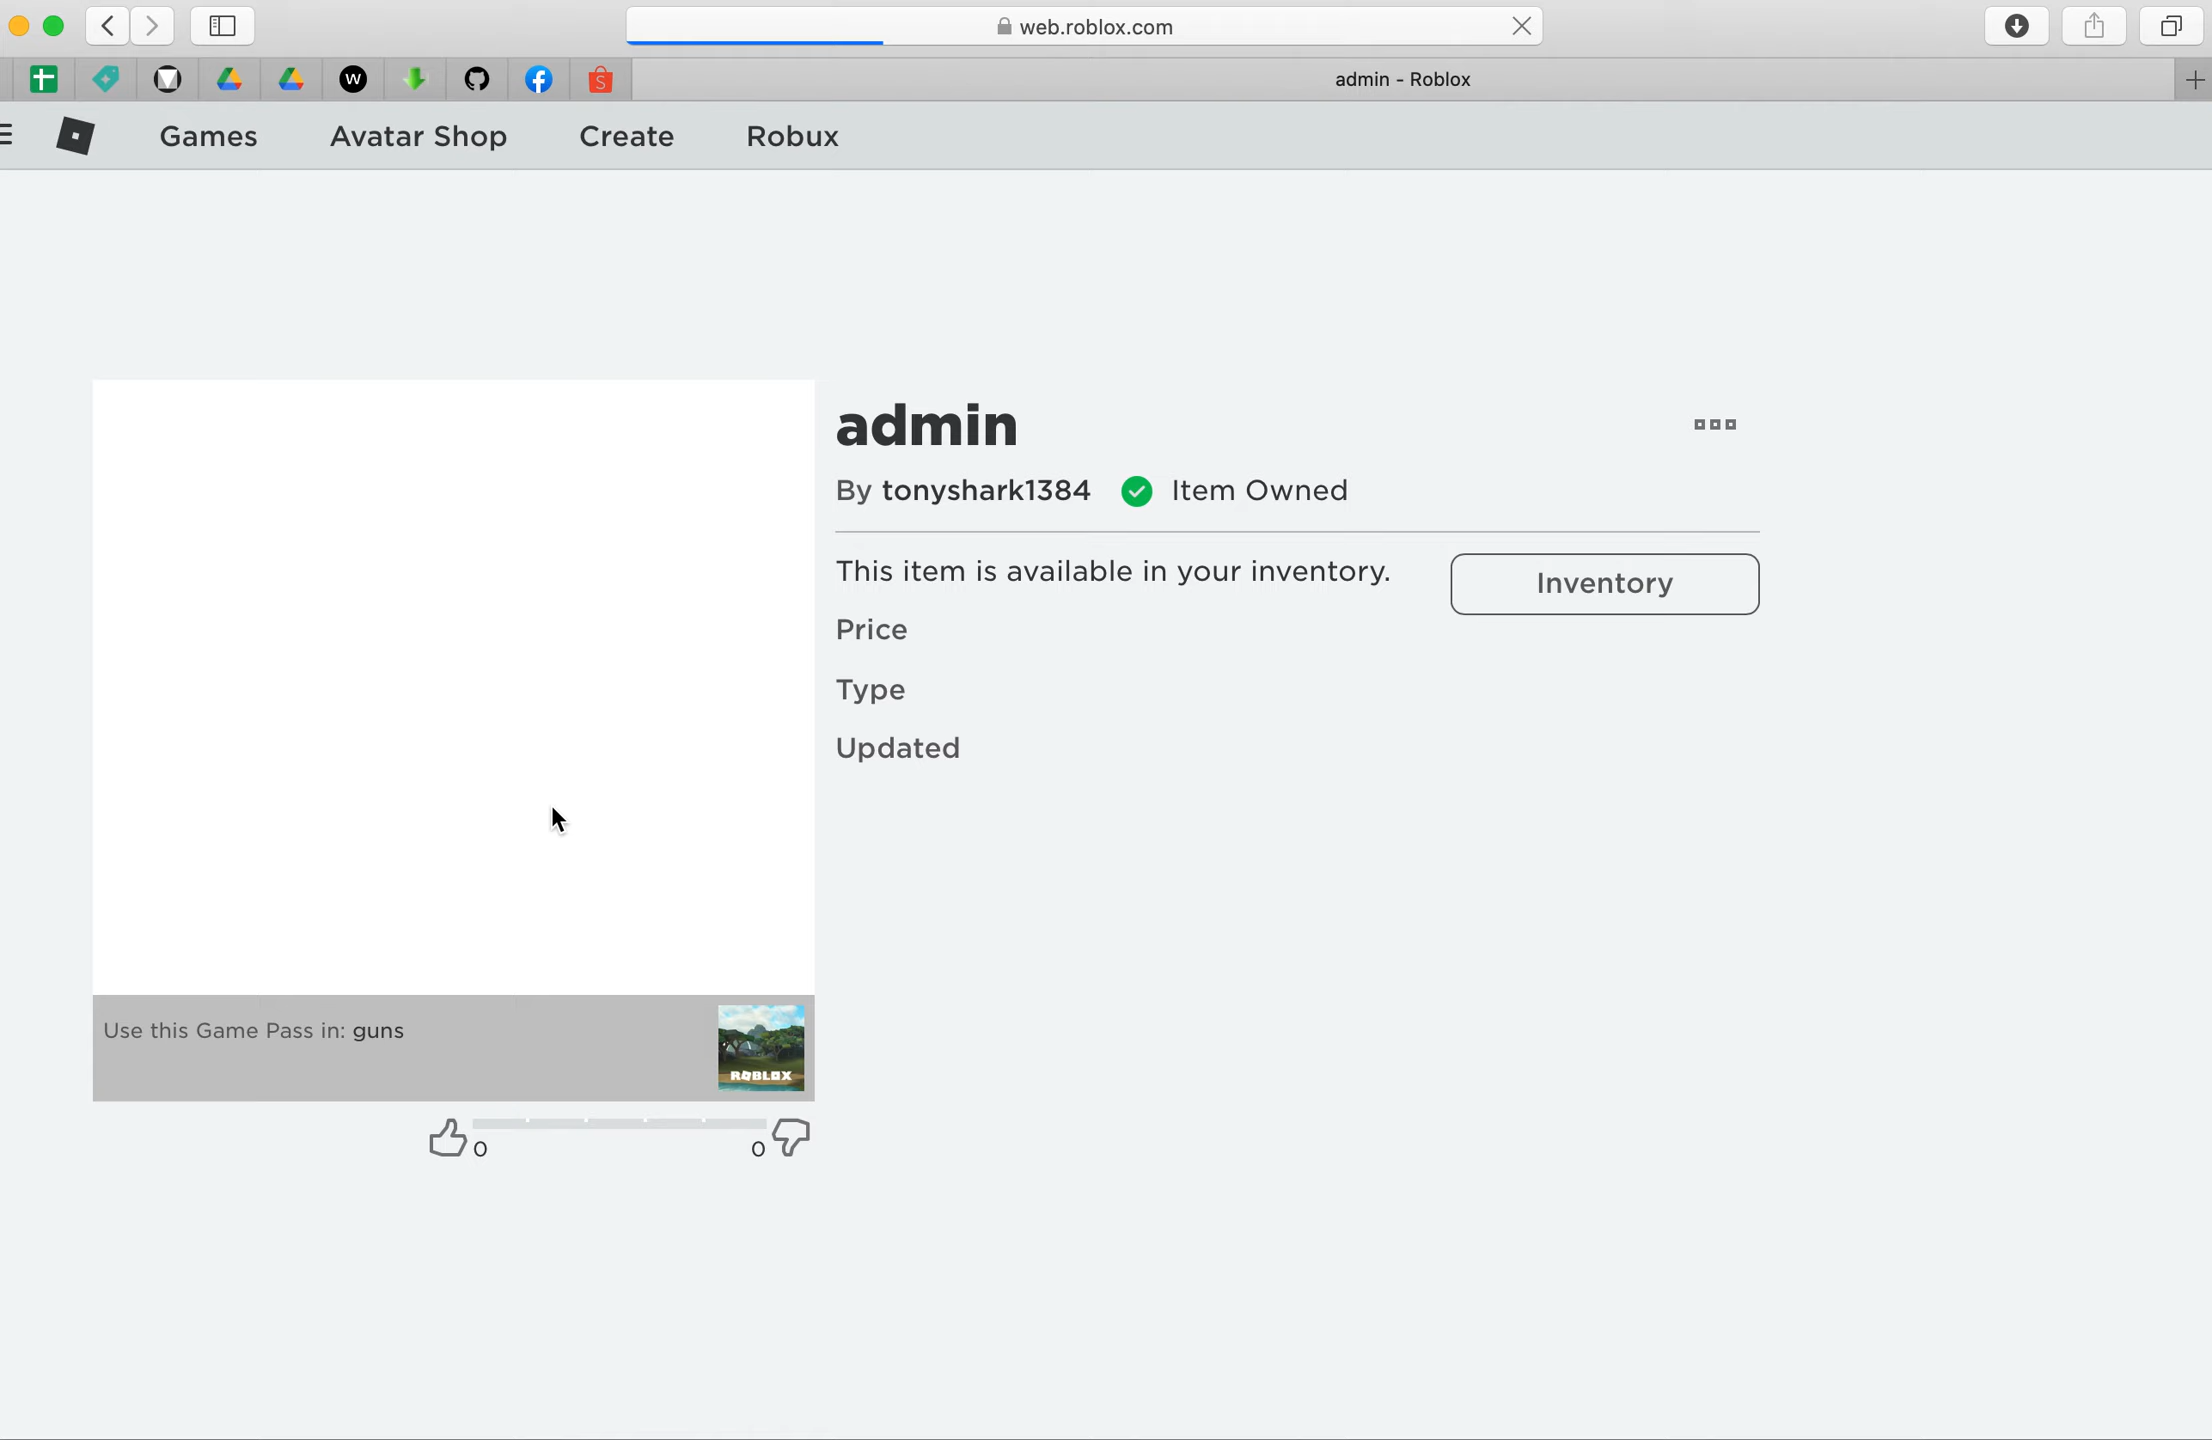 web.roblox.com
W
S
admin - Roblox
Games
Avatar Shop
Create
Robux
admin
By tonyshark1384
Item Owned
This item is available in your inventory.
Inventory
Price
Type
Updated
Use this Game Pass in: guns
ROBLOX
0
0